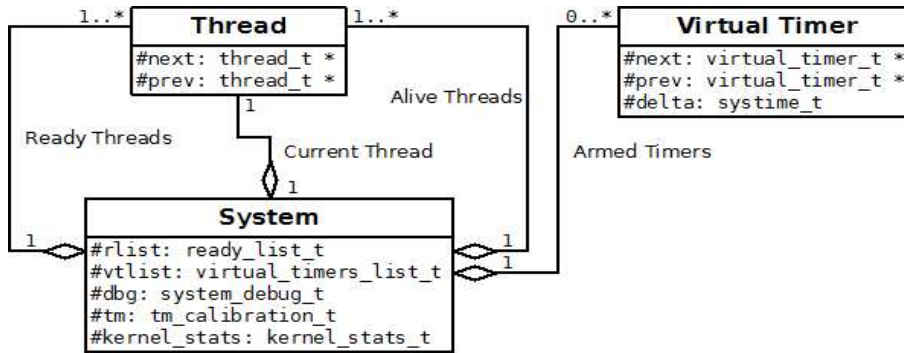 1..* Thread 1..* 0..* Virtual Timer
#next: thread_t * #next: virtual_timer_t *
#prev: thread_t * #prev: virtual_timer_t *
#delta: systime_t
1
Alive Threads
Ready Threads
Current Thread
Armed Timers
1
System
1 #rlist: ready_list_t 1
#vtlist: virtual_timers_list_t 1
#dbg: system_debug_t
#tm: tm_calibration_t
#kernel_stats: kernel_stats_t